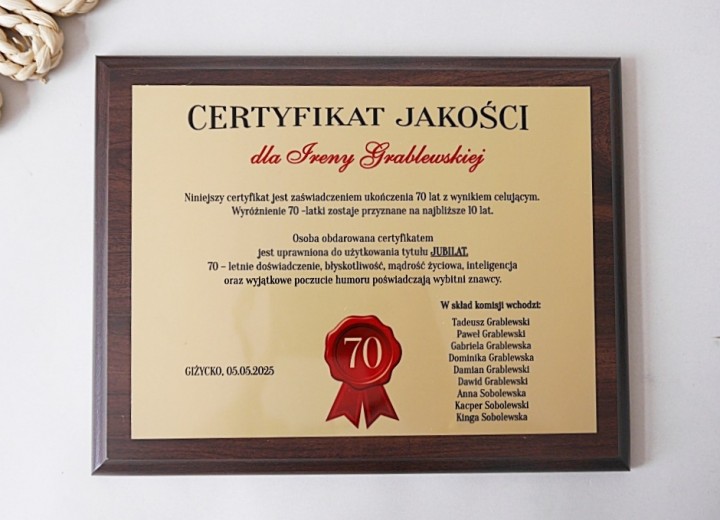 CERTYFIKAT JAKOŚCI
dla Ireny Grablewskiej
Niniejszy certyfikat jest zaświadczeniem ukończenia 70 lat z wynikiem celującym.
Wyróżnienie 70 -latki zostaje przyznane na najbliższe 10 lat.
Osoba obdarowana certyfikatem
jest uprawniona do użytkowania tytułu JUBILAT.
70 – letnie doświadczenie, błyskotliwość, mądrość życiowa, inteligencja
oraz wyjątkowe poczucie humoru poświadczają wybitni znawcy.
W skład komisji wchodzi:
Tadeusz Grablewski
Paweł Grablewski
Gabriela Grablewska
Dominika Grablewska
Damian Grablewski
Dawid Grablewski
Anna Sobolewska
Kacper Sobolewski
Kinga Sobolewska
70
GIŻYCKO, 05.05.2025